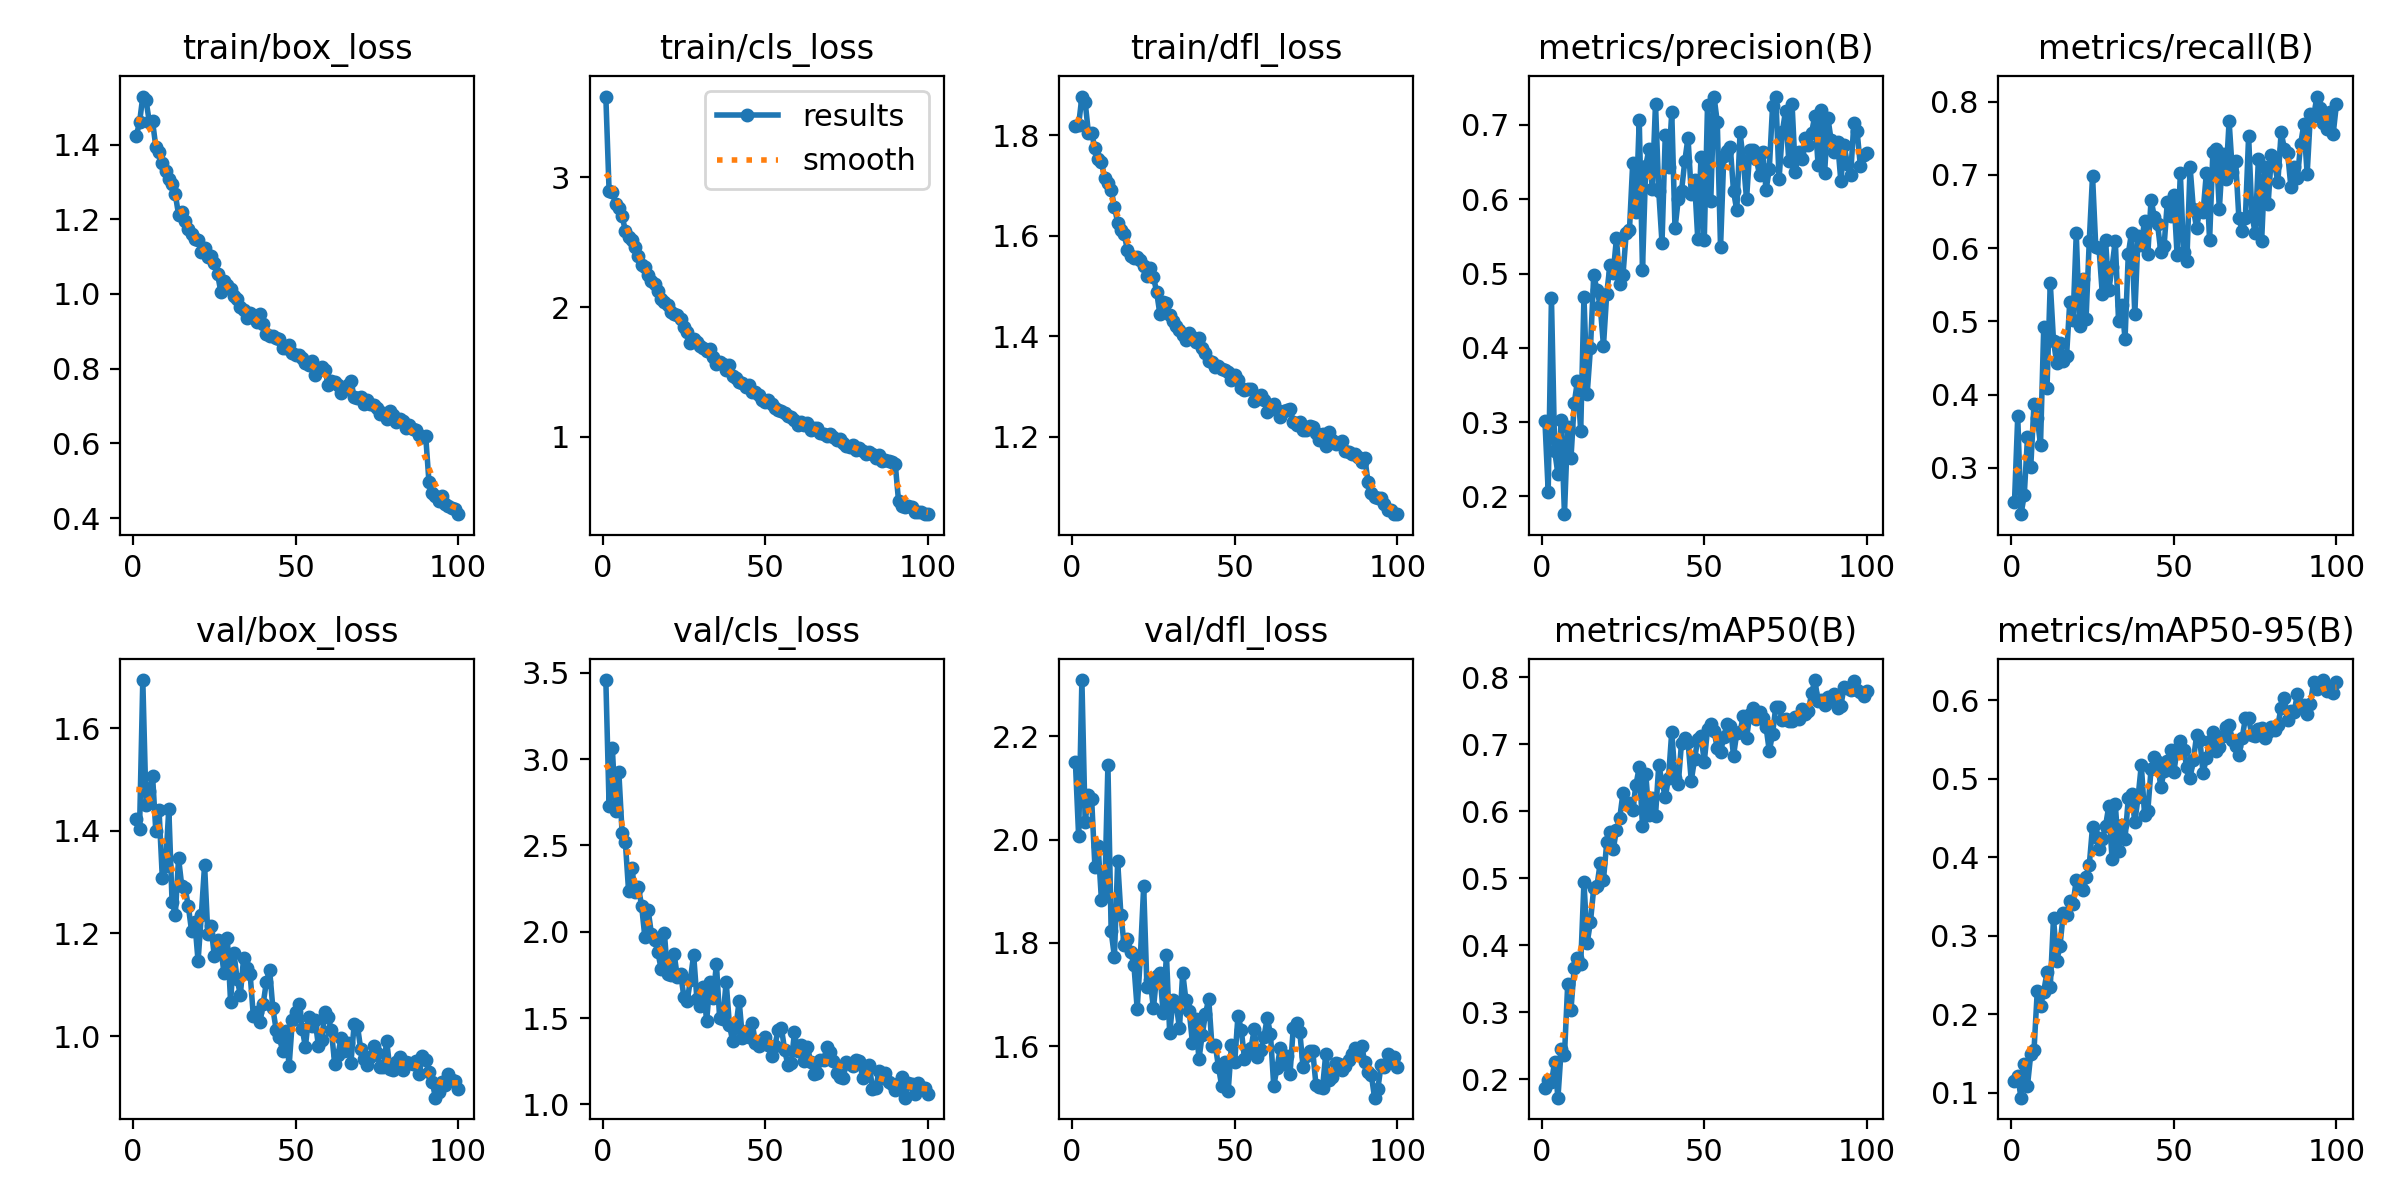 train/box_loss
1.4
1.2
1.0
0.8
0.6
0.4
0 50 100
train/cls_loss
results
smooth
3
2
1
0 50 100
train/dfl_loss
1.8
1.6
1.4
1.2
0 50 100
metrics/precision(B)
0.7
0.6
0.5
0.4
0.3
0.2
0 50 100
metrics/recall(B)
0.8
0.7
0.6
0.5
0.4
0.3
0 50 100
val/box_loss
1.6
1.4
1.2
1.0
0 50 100
val/cls_loss
3.5
3.0
2.5
2.0
1.5
1.0
0 50 100
val/dfl_loss
2.2
2.0
1.8
1.6
0 50 100
metrics/mAP50(B)
0.8
0.7
0.6
0.5
0.4
0.3
0.2
0 50 100
metrics/mAP50-95(B)
0.6
0.5
0.4
0.3
0.2
0.1
0 50 100